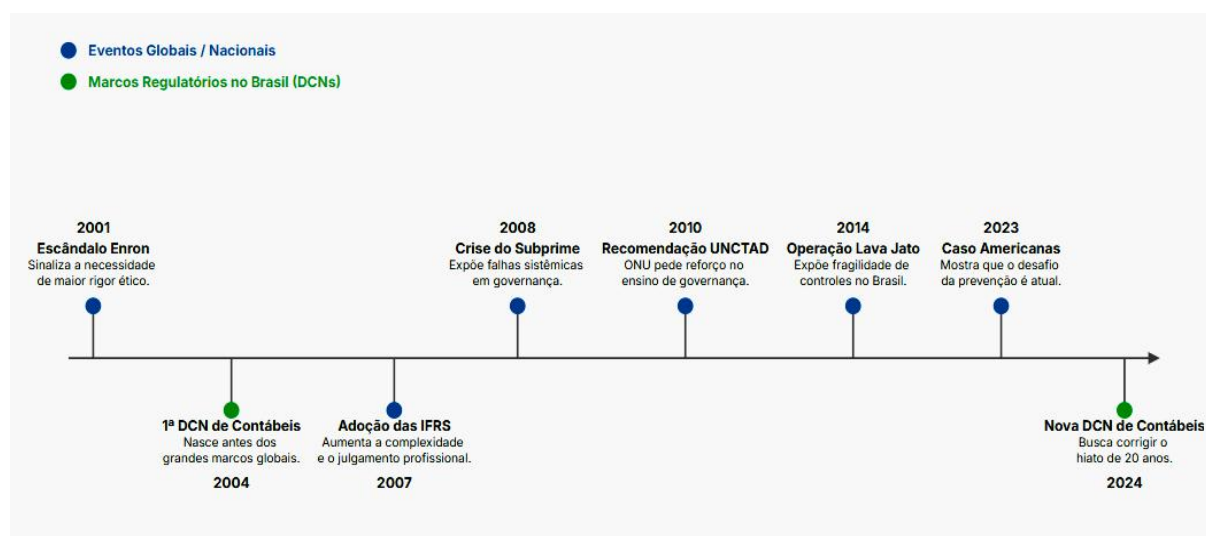 Eventos Globais / Nacionais
Marcos Regulatórios no Brasil (DCNs)
2001
Escândalo Enron
Sinaliza a necessidade
de maior rigor ético.
2008
Crise do Subprime
Expõe falhas sistêmicas
em governança.
2010
Recomendação UNCTAD
ONU pede reforço no
ensino de governança.
2014
Operação Lava Jato
Expõe fragilidade de
controles no Brasil.
2023
Caso Americanas
Mostra que o desafio
da prevenção é atual.
1ª DCN de Contábeis
Nasce antes dos
grandes marcos globais.
2004
Adoção das IFRS
Aumenta a complexidade
e o julgamento profissional.
2007
Nova DCN de Contábeis
Busca corrigir o
hiato de 20 anos.
2024